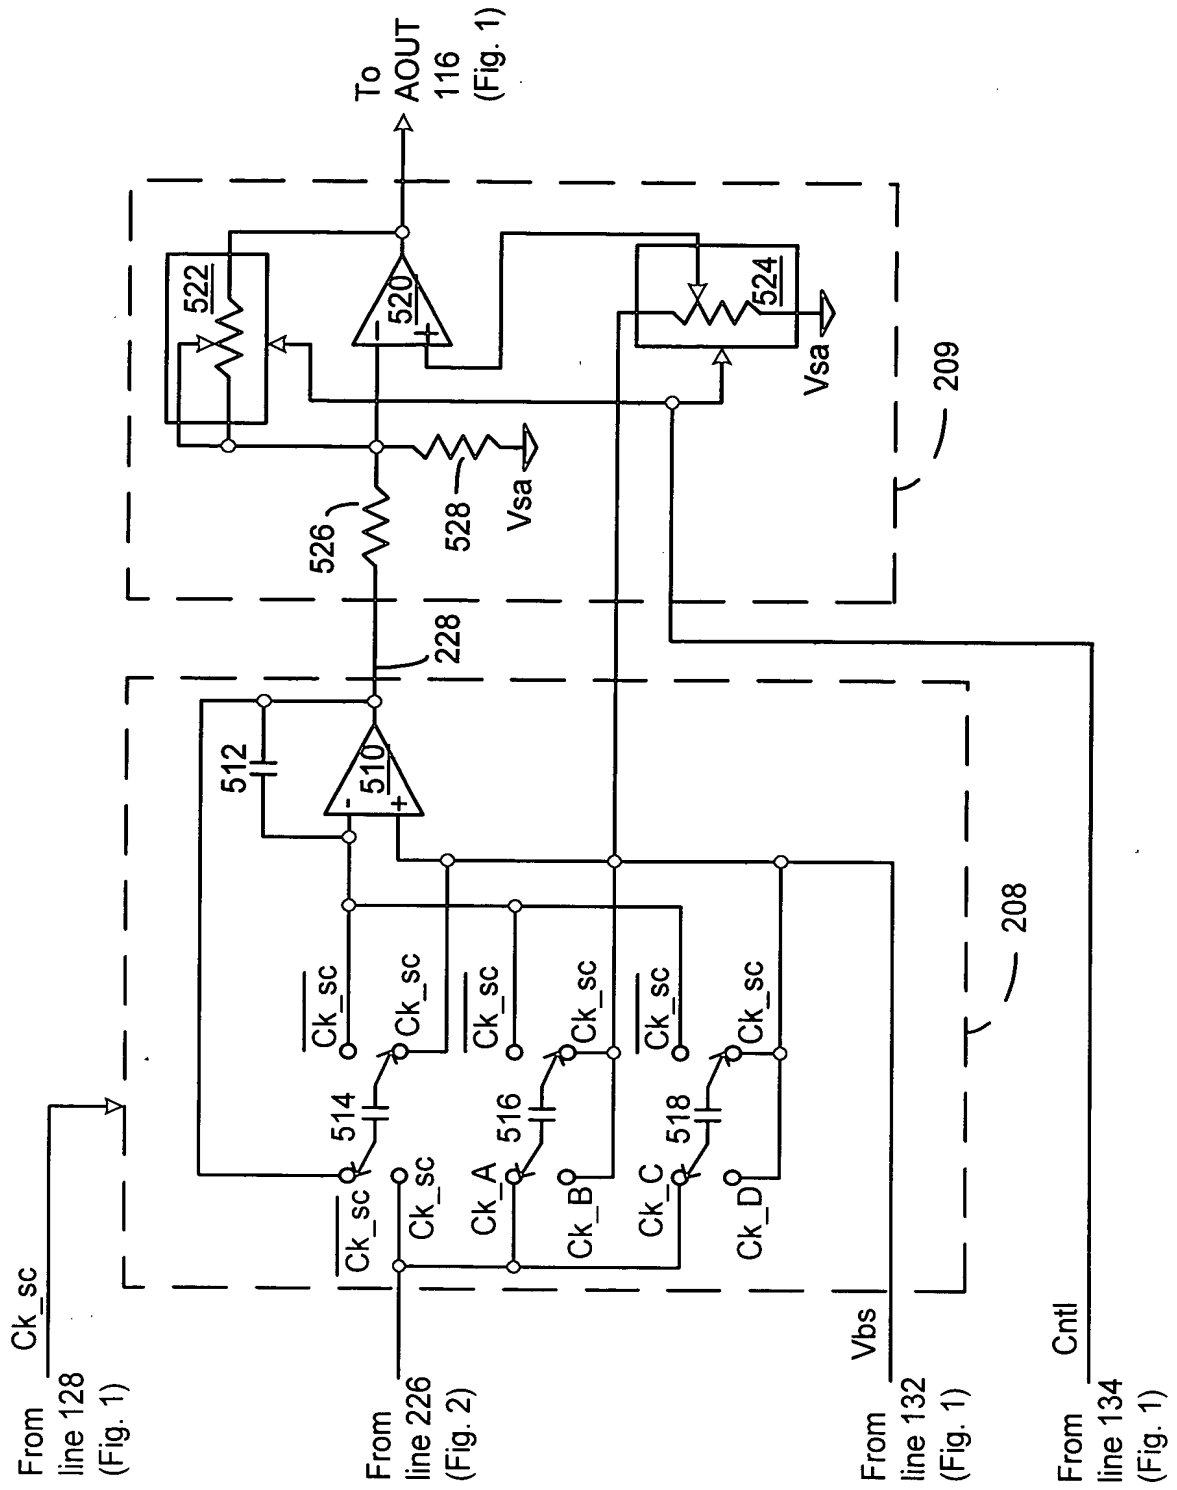 From
line 128
(Fig. 1)
Ck_sc
From
line 226
(Fig. 2)
From
line 132
(Fig. 1)
Vbs
From
line 134
(Fig. 1)
Cntl
Ck_sc
Ck_sc
514
Ck_sc
Ck_sc
Ck_A
Ck_B
516
Ck_sc
Ck_sc
Ck_C
Ck_D
518
Ck_sc
Ck_sc
512
-
510
+
208
228
526
528
Vsa
522
-
520
+
524
Vsa
209
To
AOUT
116
(Fig. 1)